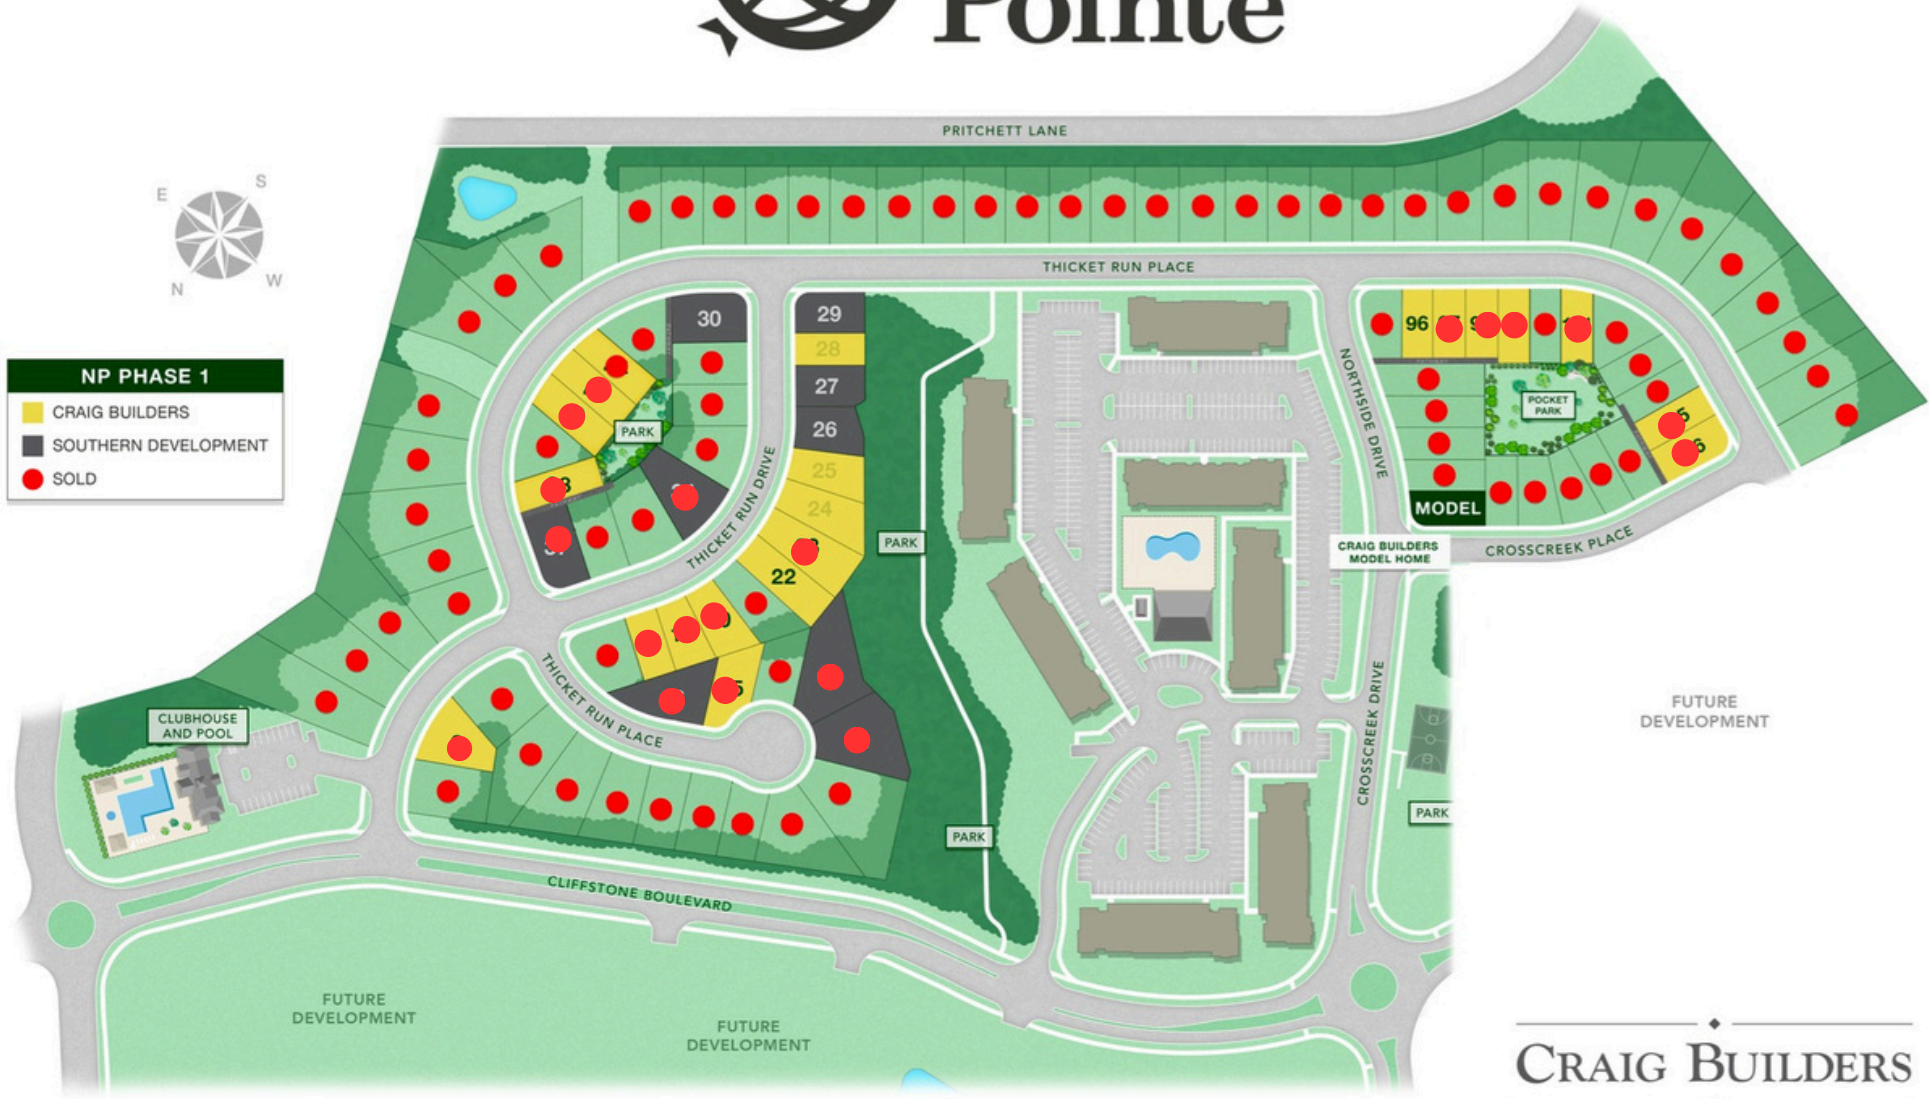 Pointe
PRITCHETT LANE
E
S
N
W
THICKET RUN PLACE
NP PHASE 1
CRAIG BUILDERS
SOUTHERN DEVELOPMENT
SOLD
30
29
28
27
26
25
24
22
PARK
THICKET RUN DRIVE
THICKET RUN DRIVE
PARK
96
NORTHSIDE DRIVE
POCKET
PARK
MODEL
CRAIG BUILDERS
MODEL HOME
CROSSCREEK PLACE
THICKET RUN PLACE
CLUBHOUSE
AND POOL
CROSSCREEK DRIVE
FUTURE
DEVELOPMENT
PARK
PARK
CLIFFSTONE BOULEVARD
FUTURE
DEVELOPMENT
FUTURE
DEVELOPMENT
CRAIG BUILDERS